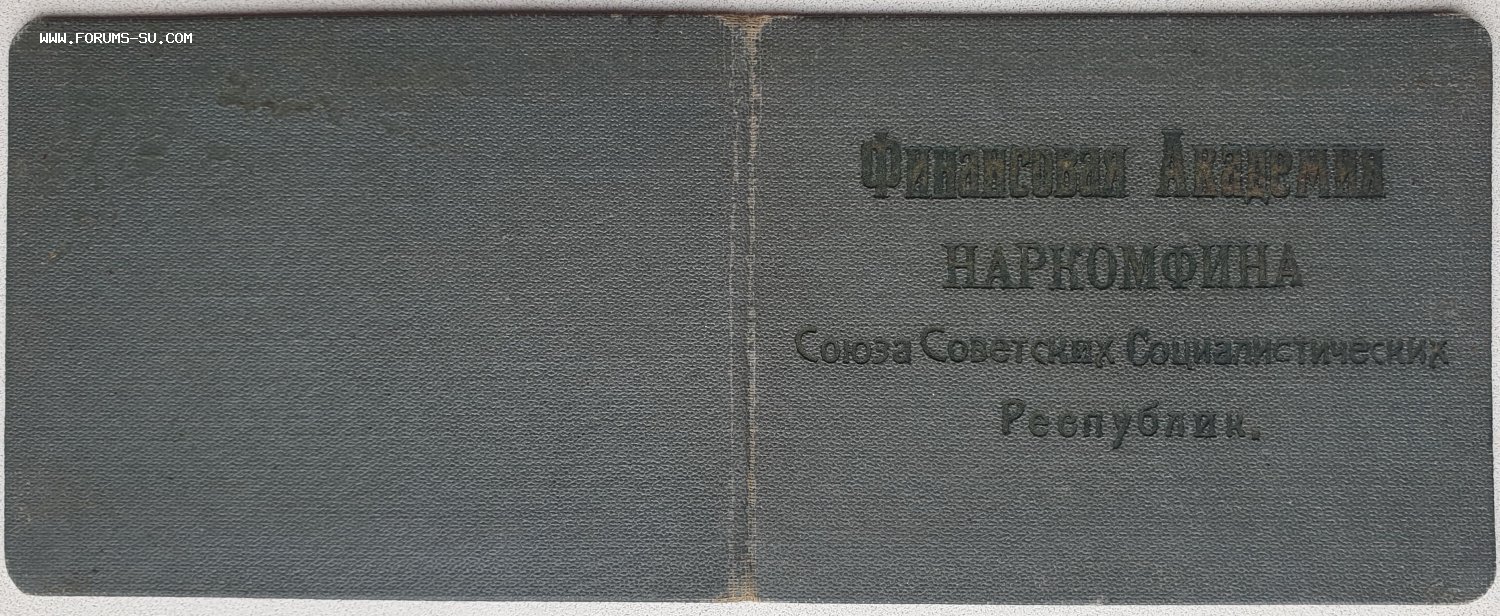 WWW.FORUMS-SU.COM
Финансовая Академия
НАРКОМФИНА
Союза Советских Социалистических
Республик.